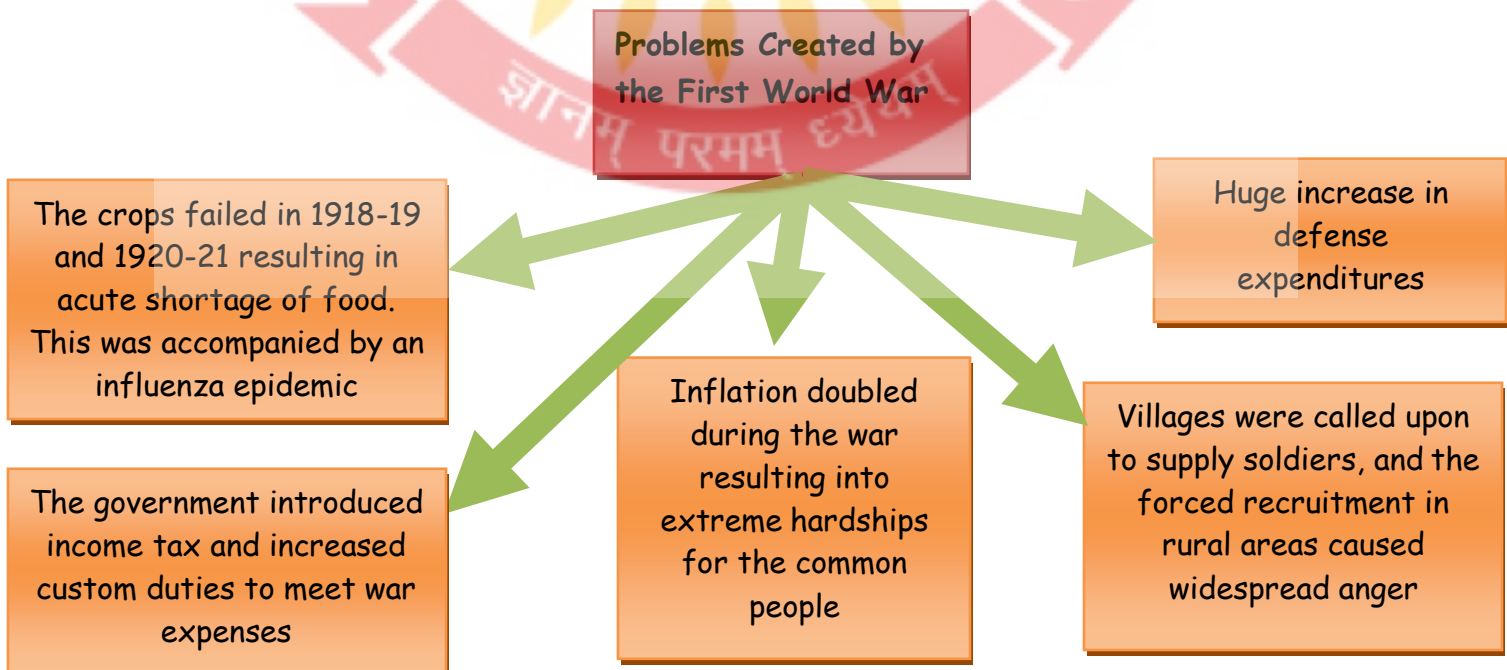 Problems Created by
the First World War
ज्ञानम् परमम् ध्येयम्
The crops failed in 1918-19
and 1920-21 resulting in
acute shortage of food.
This was accompanied by an
influenza epidemic
Huge increase in
defense
expenditures
The government introduced
income tax and increased
custom duties to meet war
expenses
Inflation doubled
during the war
resulting into
extreme hardships
for the common
people
Villages were called upon
to supply soldiers, and the
forced recruitment in
rural areas caused
widespread anger